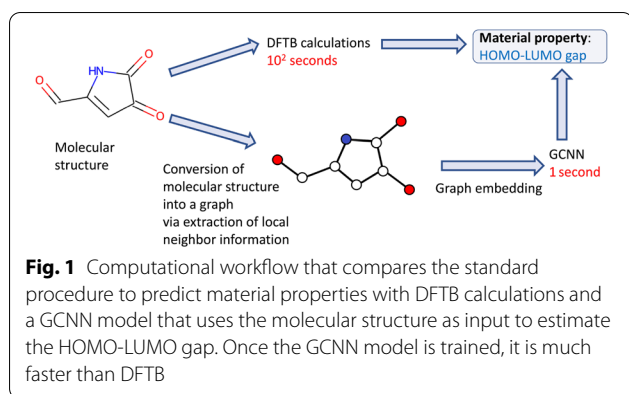 DFTB calculations
10² seconds
Material property:
HOMO-LUMO gap
O
HN
O
O
Molecular
structure
Conversion of
molecular structure
into a graph
via extraction of local
neighbor information
Graph embedding
GCNN
1 second
Fig. 1 Computational workflow that compares the standard
procedure to predict material properties with DFTB calculations and
a GCNN model that uses the molecular structure as input to estimate
the HOMO-LUMO gap. Once the GCNN model is trained, it is much
faster than DFTB